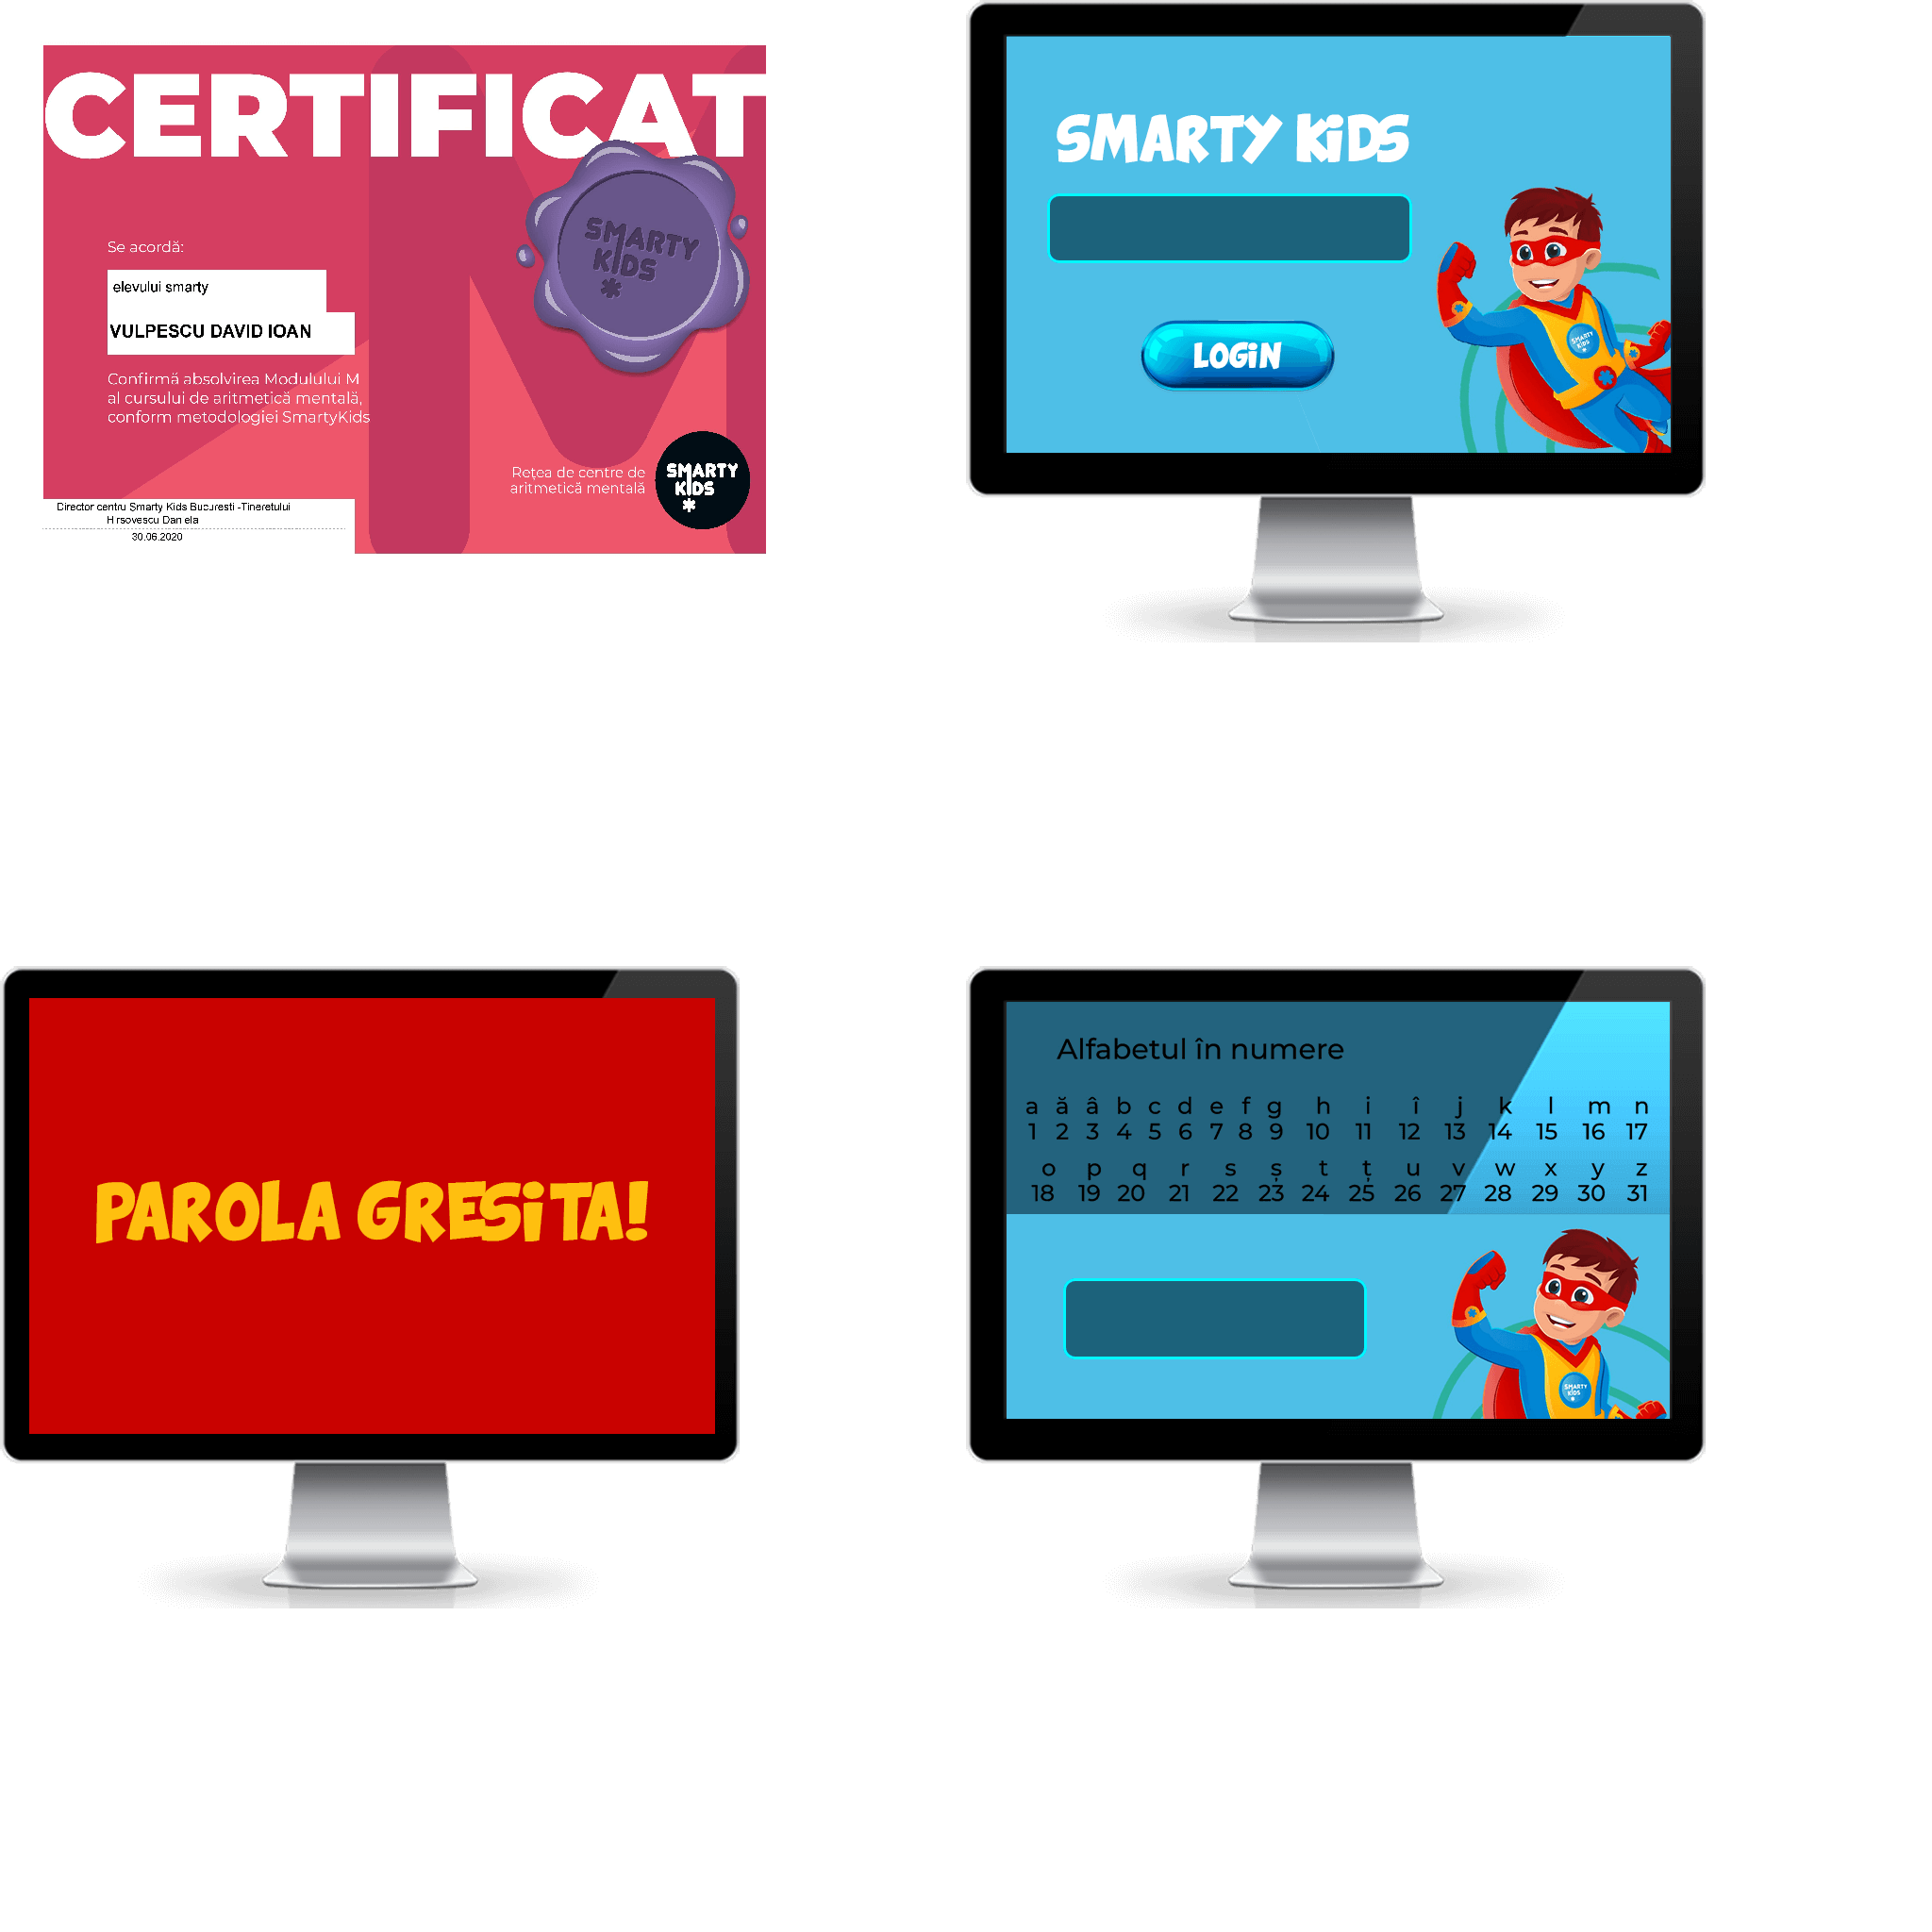 CERTIFICAT
SMARTY
KIDS
Se acordă:
elevului smarty
VULPESCU DAVID IOAN
Confirmă absolvirea Modulului M
al cursului de aritmetică mentală,
conform metodologiei SmartyKids
Rețea de centre de
aritmetică mentală
SMARTY
KIDS
Director centru Smarty Kids Bucuresti -Tineretului
H rsovescu Dan ela
30.06.2020
SMARTY KiDS
LOGiN
SMARTY
KIDS
PAROLA GRESiTA!
Alfabetul în numere
a ă â b c d e f g h i î j k l m n
1 2 3 4 5 6 7 8 9 10 11 12 13 14 15 16 17
o p q r s ș t ț u v w x y z
18 19 20 21 22 23 24 25 26 27 28 29 30 31
SMARTY
KIDS